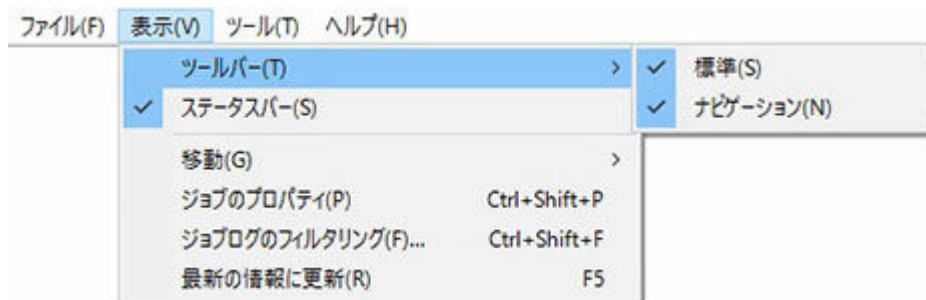 ファイル(F) 表示(V) ツール(T) ヘルプ(H)
ツールバー(T) > 標準(S)
ステータスバー(S) ナビゲーション(N)
移動(G) >
ジョブのプロパティ(P) Ctrl+Shift+P
ジョブログのフィルタリング(F)... Ctrl+Shift+F
最新の情報に更新(R) F5